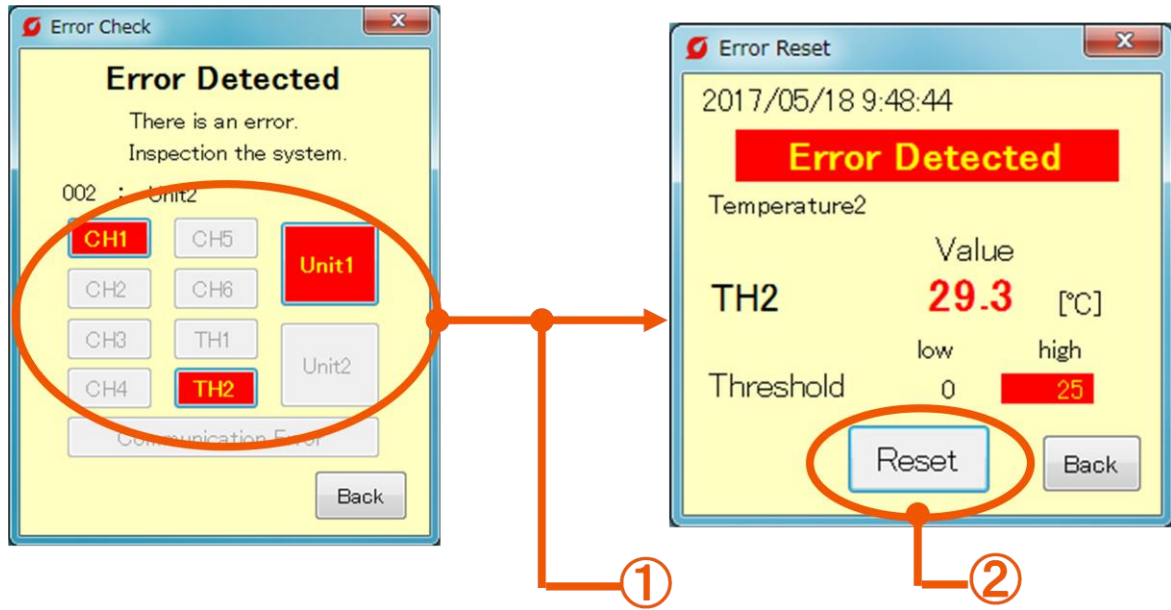 Error Check
Error Detected
There is an error.
Inspection the system.
002 : Unit2
CH1 CH5 Unit1
CH2 CH6
CH3 TH1 Unit2
CH4 TH2
Communication Error
Back
Error Reset
2017/05/18 9:48:44
Error Detected
Temperature2
Value
TH2 29.3 [°C]
low high
Threshold 0 25
Reset Back
① ②